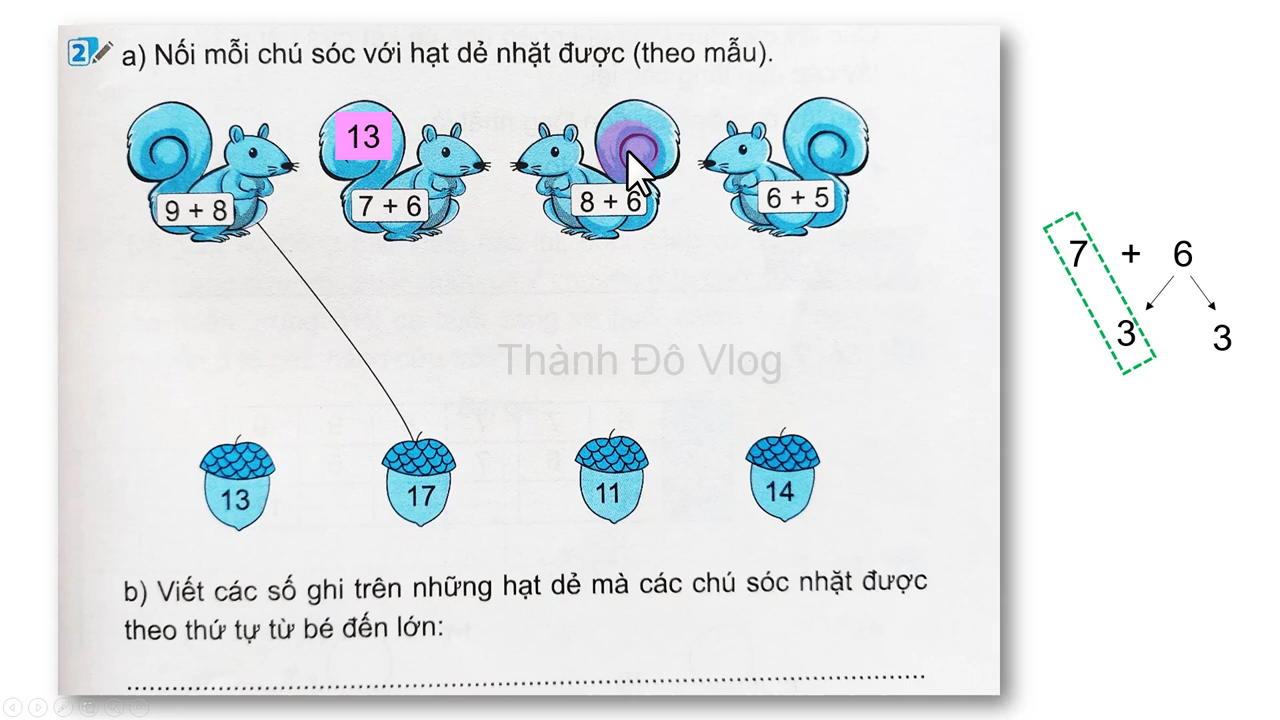 2 a) Nối mỗi chú sóc với hạt dẻ nhặt được (theo mẫu).
13
9 + 8
7 + 6
8 + 6
6 + 5
7 + 6
3 3
Thành Đô Vlog
13
17
11
14
b) Viết các số ghi trên những hạt dẻ mà các chú sóc nhặt được
theo thứ tự từ bé đến lớn: